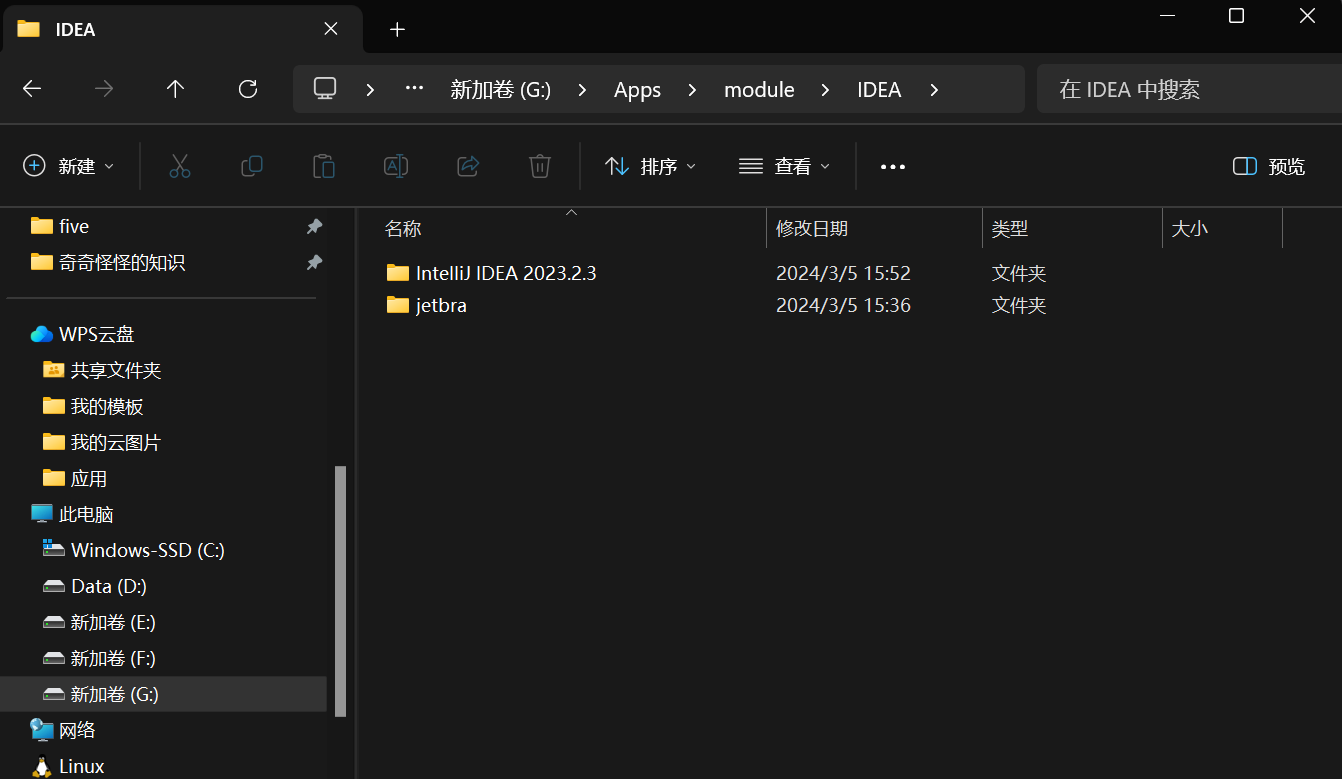 IDEA
新加卷 (G:) Apps module IDEA
在 IDEA 中搜索
新建 排序 查看 预览
five
奇奇怪怪的知识
WPS云盘
共享文件夹
我的模板
我的云图片
应用
此电脑
Windows-SSD (C:)
Data (D:)
新加卷 (E:)
新加卷 (F:)
新加卷 (G:)
网络
Linux
名称 修改日期 类型 大小
IntelliJ IDEA 2023.2.3 2024/3/5 15:52 文件夹
jetbra 2024/3/5 15:36 文件夹